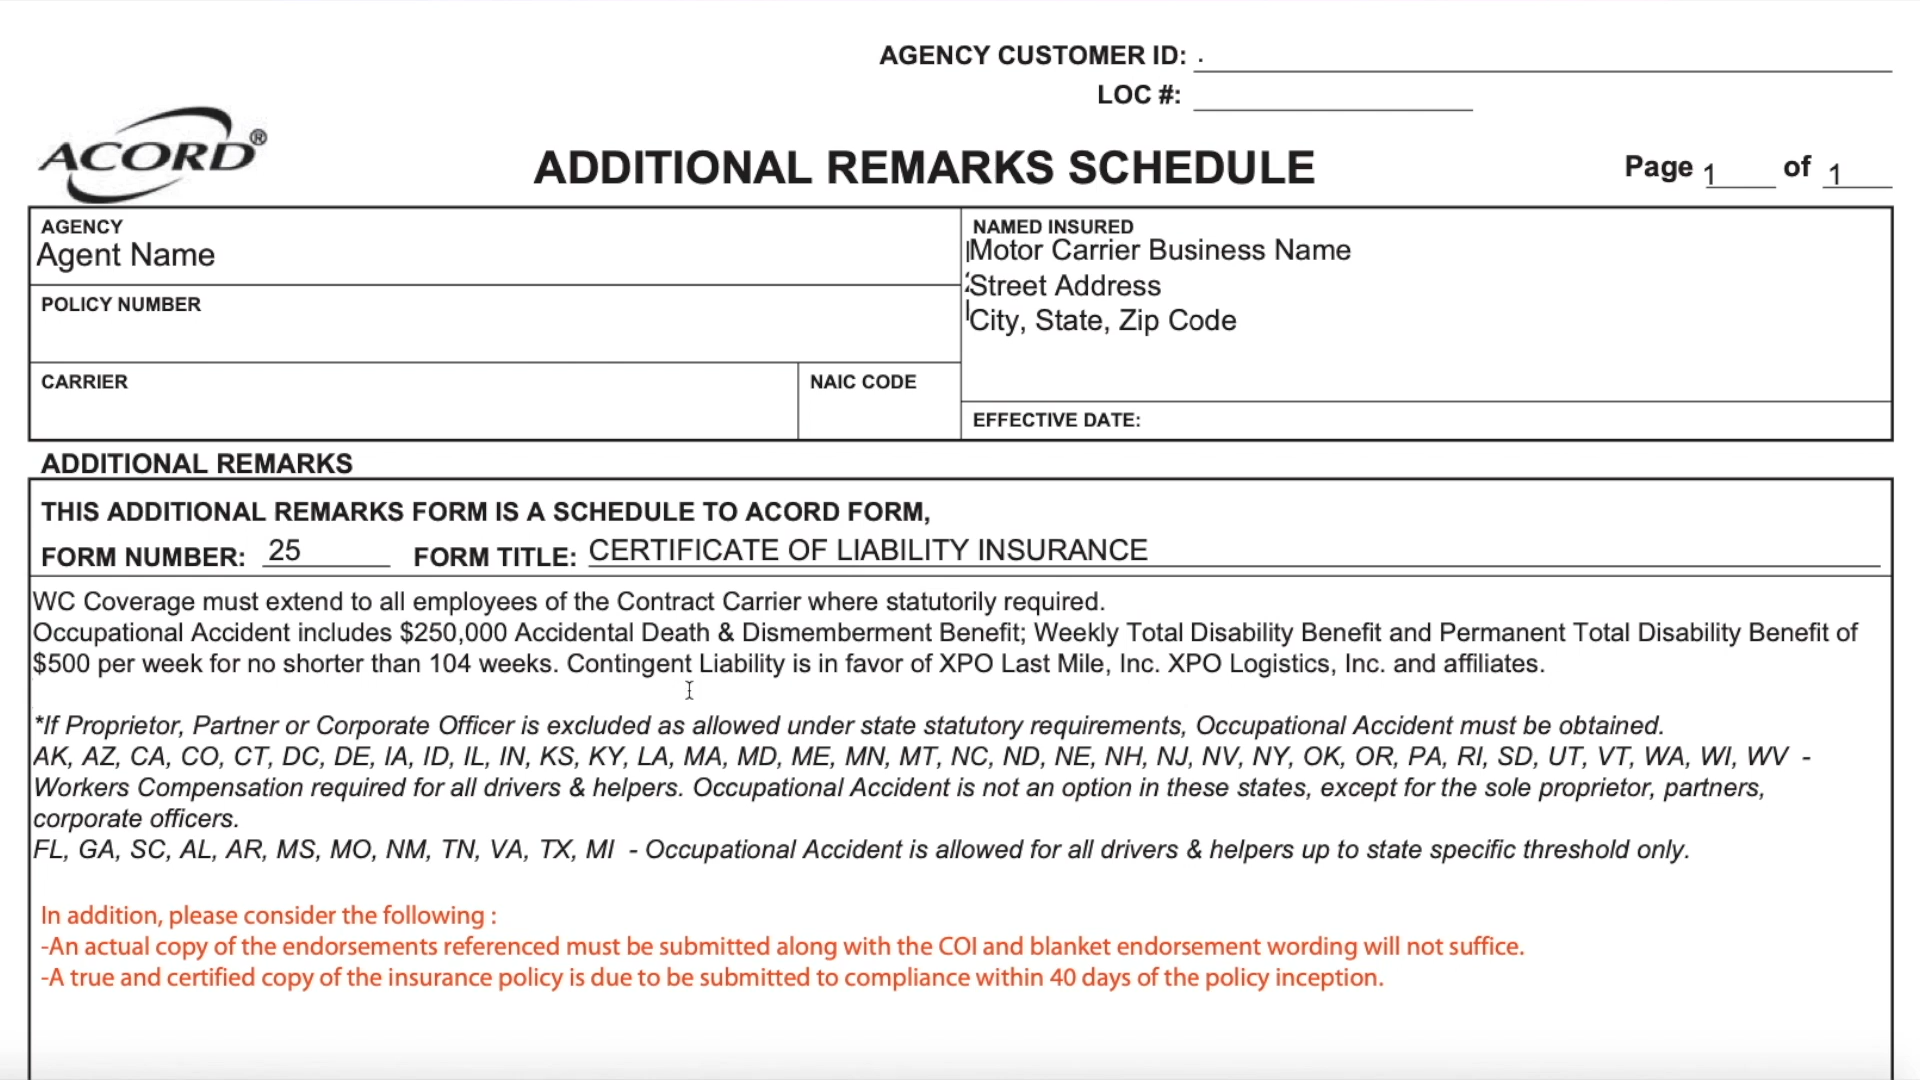 AGENCY CUSTOMER ID: .
LOC #:
ACORD®
ADDITIONAL REMARKS SCHEDULE
Page 1 of 1
AGENCY
Agent Name
NAMED INSURED
Motor Carrier Business Name
Street Address
City, State, Zip Code
POLICY NUMBER
CARRIER
NAIC CODE
EFFECTIVE DATE:
ADDITIONAL REMARKS
THIS ADDITIONAL REMARKS FORM IS A SCHEDULE TO ACORD FORM,
FORM NUMBER: 25 FORM TITLE: CERTIFICATE OF LIABILITY INSURANCE
WC Coverage must extend to all employees of the Contract Carrier where statutorily required.
Occupational Accident includes $250,000 Accidental Death & Dismemberment Benefit; Weekly Total Disability Benefit and Permanent Total Disability Benefit of
$500 per week for no shorter than 104 weeks. Contingent Liability is in favor of XPO Last Mile, Inc. XPO Logistics, Inc. and affiliates.
*If Proprietor, Partner or Corporate Officer is excluded as allowed under state statutory requirements, Occupational Accident must be obtained.
AK, AZ, CA, CO, CT, DC, DE, IA, ID, IL, IN, KS, KY, LA, MA, MD, ME, MN, MT, NC, ND, NE, NH, NJ, NV, NY, OK, OR, PA, RI, SD, UT, VT, WA, WI, WV -
Workers Compensation required for all drivers & helpers. Occupational Accident is not an option in these states, except for the sole proprietor, partners,
corporate officers.
FL, GA, SC, AL, AR, MS, MO, NM, TN, VA, TX, MI - Occupational Accident is allowed for all drivers & helpers up to state specific threshold only.
In addition, please consider the following :
-An actual copy of the endorsements referenced must be submitted along with the COI and blanket endorsement wording will not suffice.
-A true and certified copy of the insurance policy is due to be submitted to compliance within 40 days of the policy inception.